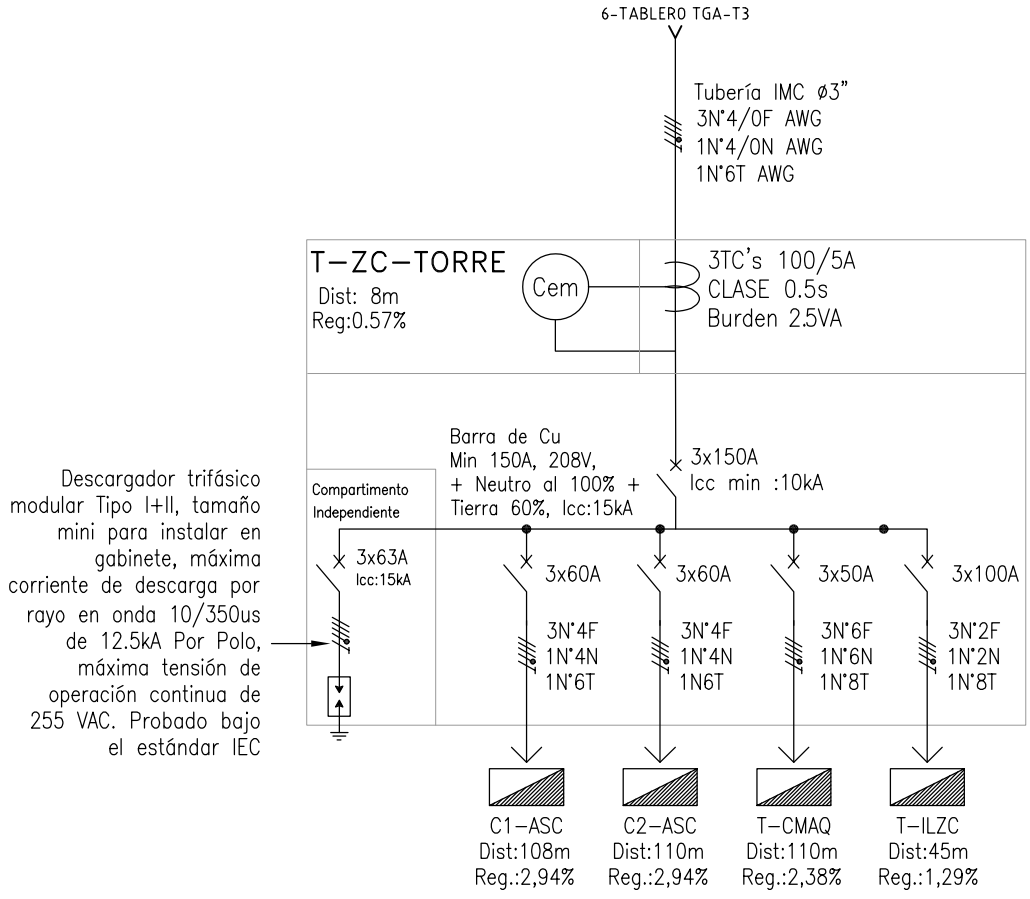 6-TABLERO TGA-T3
Tubería IMC ø3"
3N°4/0F AWG
1N°4/0N AWG
1N°6T AWG
T-ZC-TORRE
Dist: 8m
Reg:0.57%
Cem
3TC's 100/5A
CLASE 0.5s
Burden 2.5VA
Barra de Cu
Min 150A, 208V,
+ Neutro al 100% +
Tierra 60%, Icc:15kA
3x150A
Icc min :10kA
Descargador trifásico
modular Tipo I+II, tamaño
mini para instalar en
gabinete, máxima
corriente de descarga por
rayo en onda 10/350us
de 12.5kA Por Polo,
máxima tensión de
operación continua de
255 VAC. Probado bajo
el estándar IEC
Compartimento
Independiente
3x63A
Icc:15kA
3x60A
3N°4F
1N°4N
1N°6T
3x60A
3N°4F
1N°4N
1N6T
3x50A
3N°6F
1N°6N
1N°8T
3x100A
3N°2F
1N°2N
1N°8T
C1-ASC
Dist:108m
Reg.:2,94%
C2-ASC
Dist:110m
Reg.:2,94%
T-CMAQ
Dist:110m
Reg.:2,38%
T-ILZC
Dist:45m
Reg.:1,29%